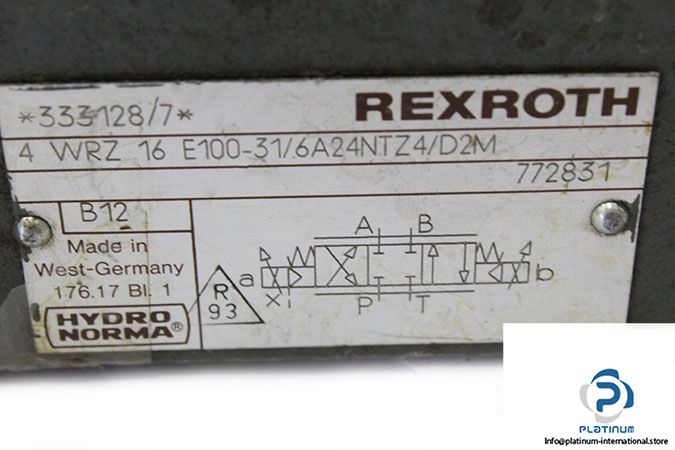 *333128/7*
REXROTH
4 WRZ 16 E100-31/6A24NTZ4/D2M
772831
B12
Made in
West-Germany
176.17 Bl. 1
HYDRO
NORMA®
R
93
A B
a
b
x
P T
P
PLATINUM
Info@platinum-international.store